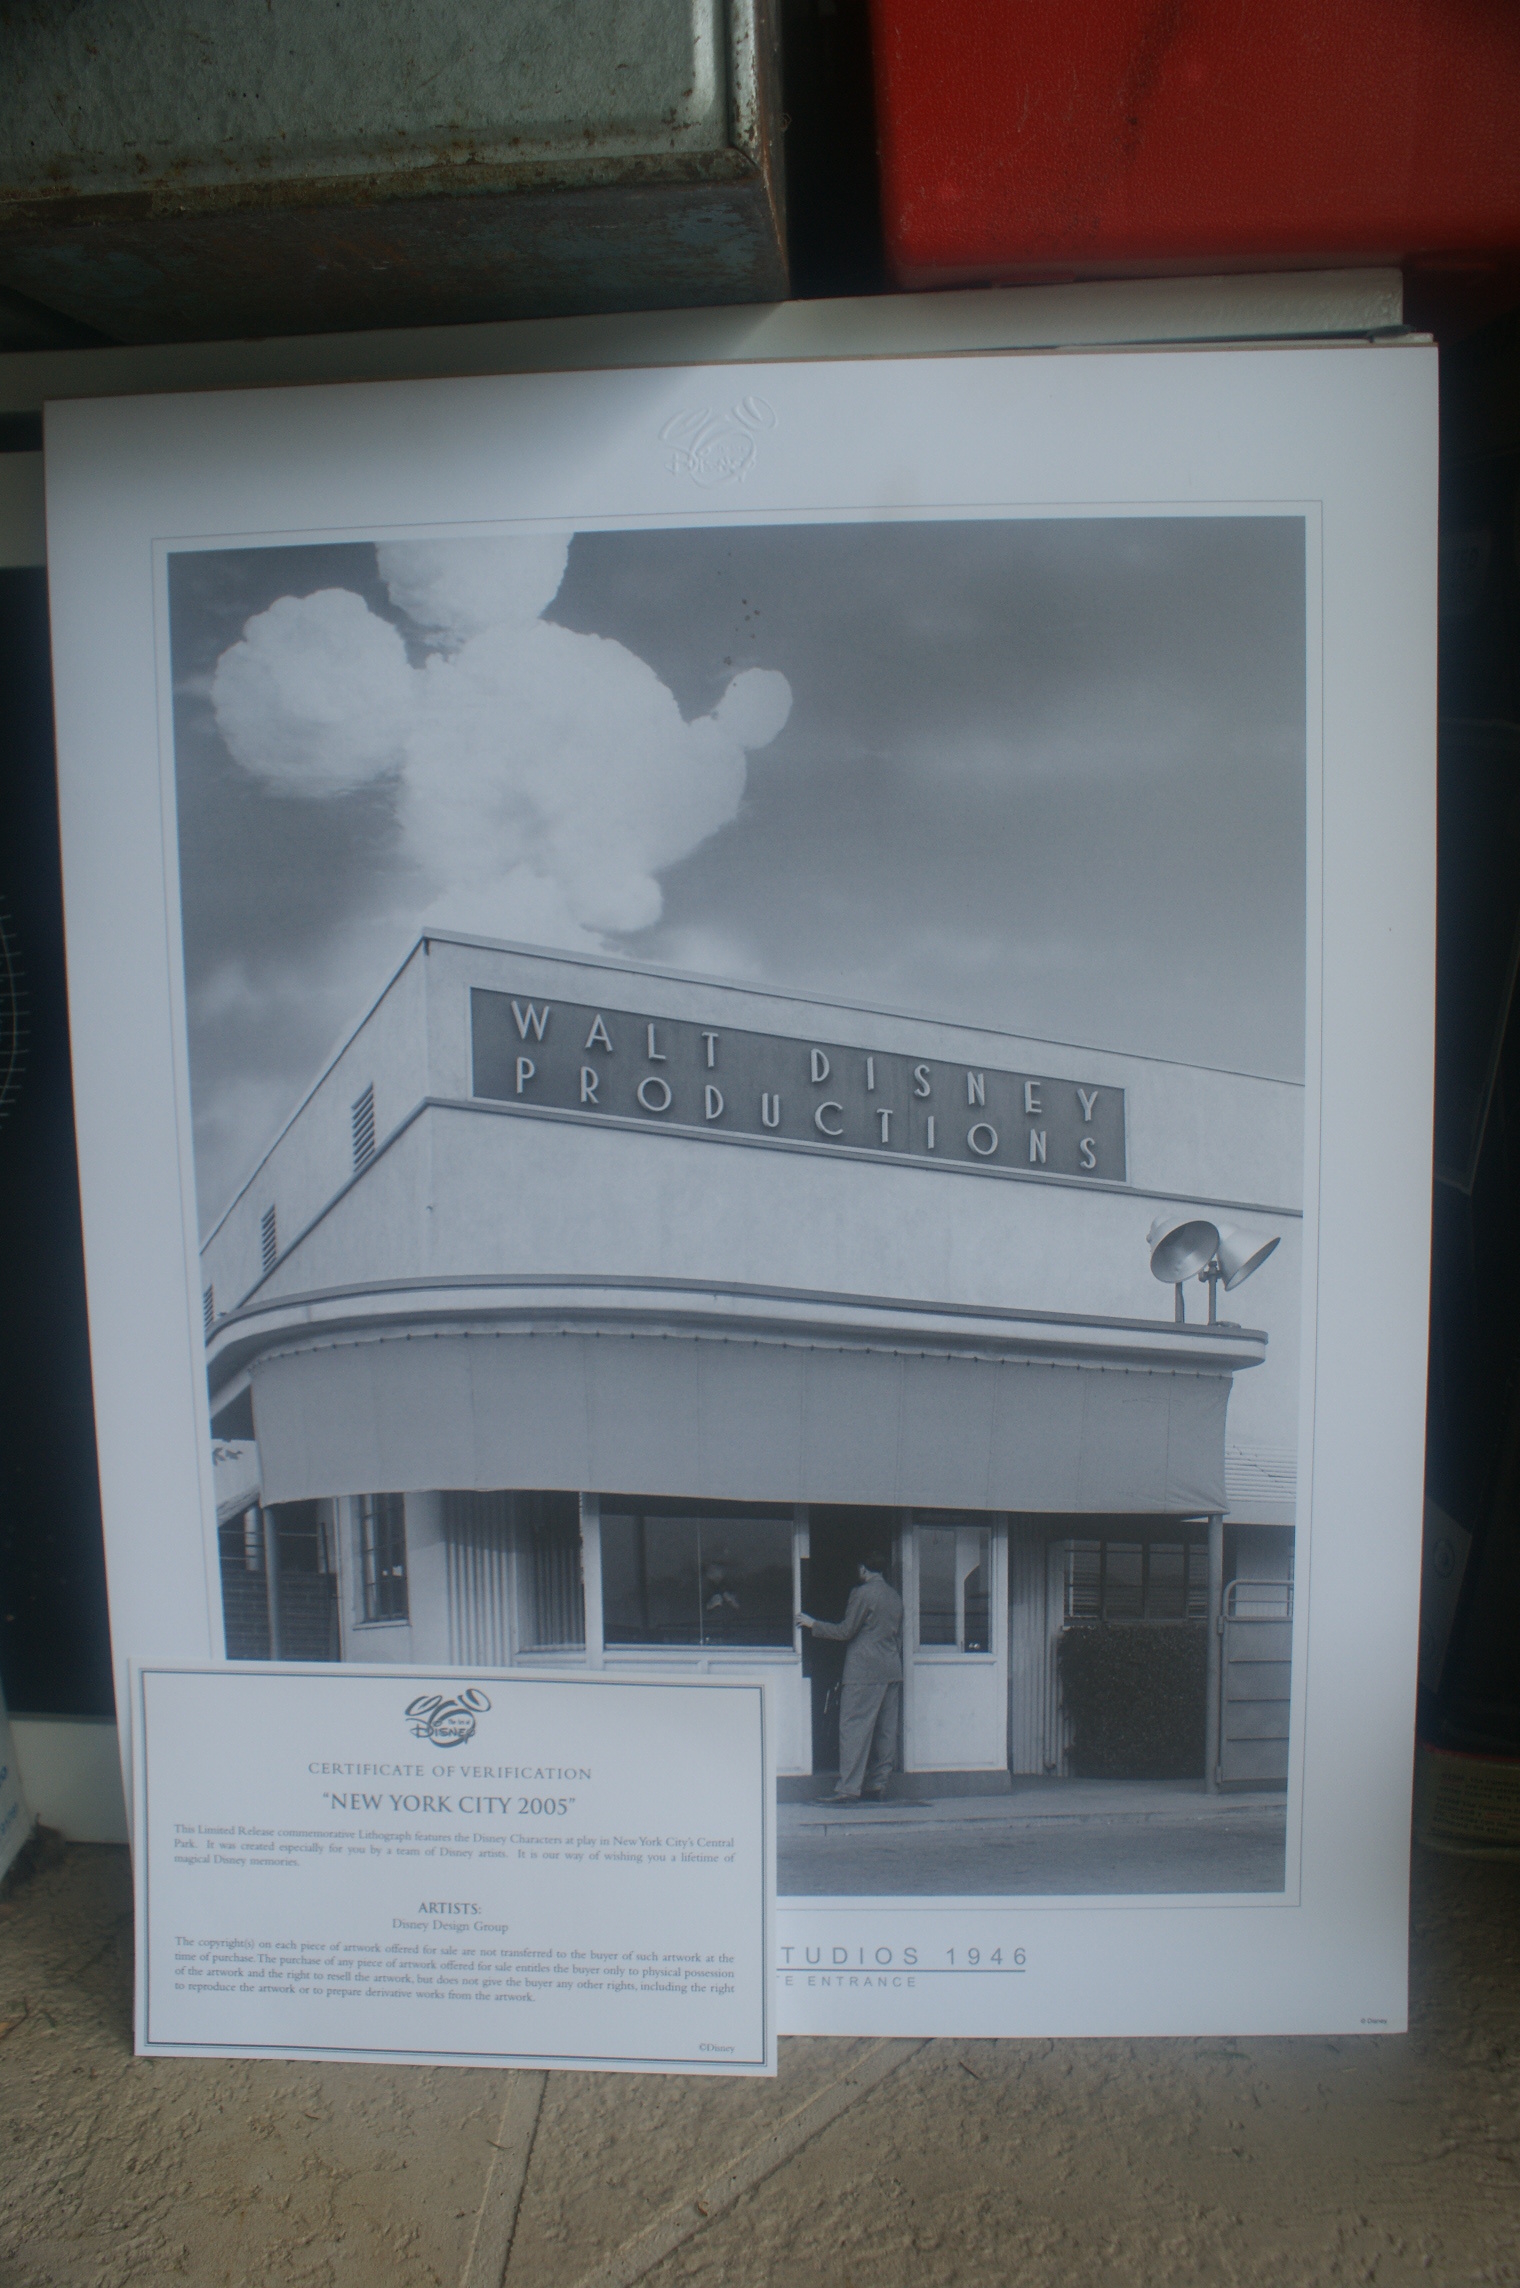 DISNEY
WALT DISNEY
PRODUCTIONS
The Art of
DISNEY
CERTIFICATE OF VERIFICATION
"NEW YORK CITY 2005"
This Limited Release commemorative Lithograph features the Disney Characters at play in New York City's Central
Park. It was created especially for you by a team of Disney artists. It is our way of wishing you a lifetime of
magical Disney memories.
ARTISTS:
Disney Design Group
The copyright(s) on each piece of artwork offered for sale are not transferred to the buyer of such artwork at the
time of purchase. The purchase of any piece of artwork offered for sale entitles the buyer only to physical possession
of the artwork and the right to resell the artwork, but does not give the buyer any other rights, including the right
to reproduce the artwork or to prepare derivative works from the artwork.
©Disney
TUDIOS 1946
TE ENTRANCE
© Disney